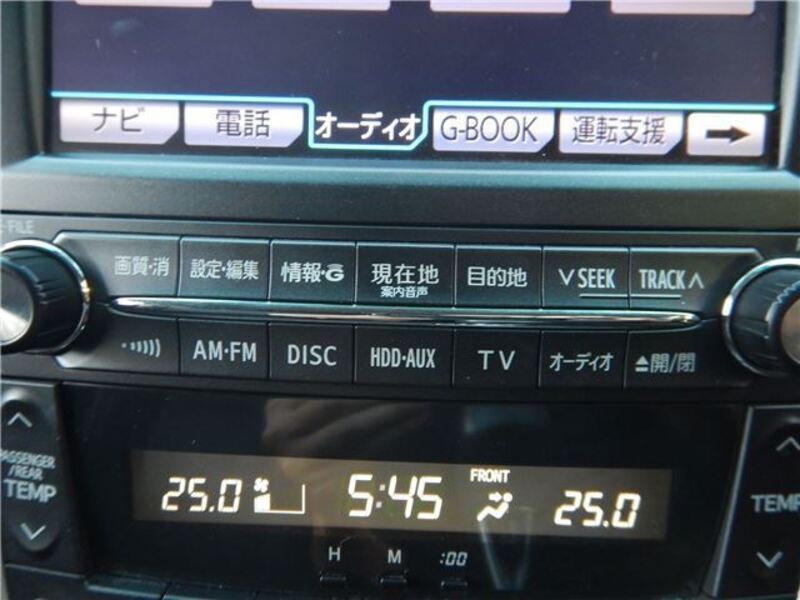 ナビ 電話 オーディオ G-BOOK 運転支援
FILE
画質・消 設定・編集 情報・G 現在地 目的地 ∨SEEK TRACK∧
案内音声
AM・FM DISC HDD・AUX TV オーディオ ⏏開/閉
PASSENGER
/REAR
TEMP
FRONT
25.0 5:45 25.0
TEMP
H M :00